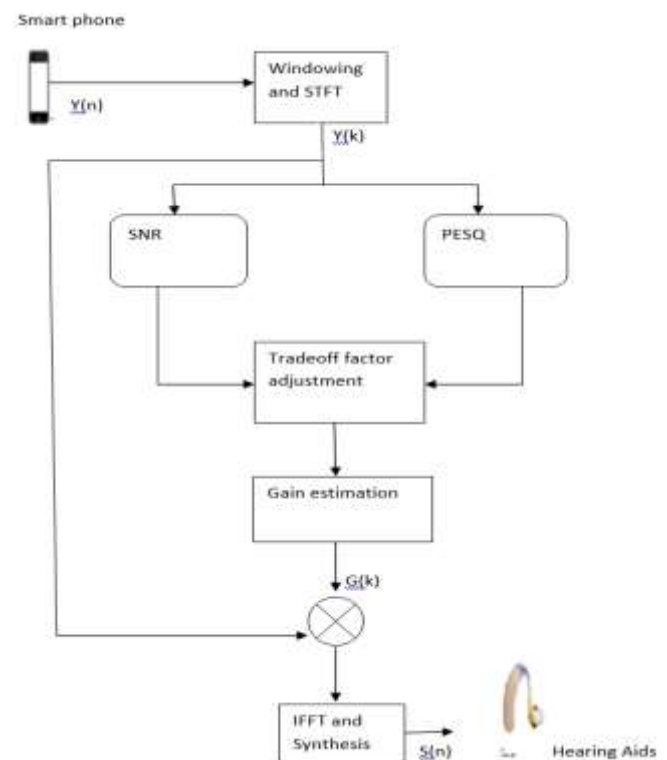 Smart phone
Windowing
and STFT
Y(n)
Y(k)
SNR
PESQ
Tradeoff factor
adjustment
Gain estimation
G(k)
IFFT and
Synthesis
S(n)
Hearing Aids